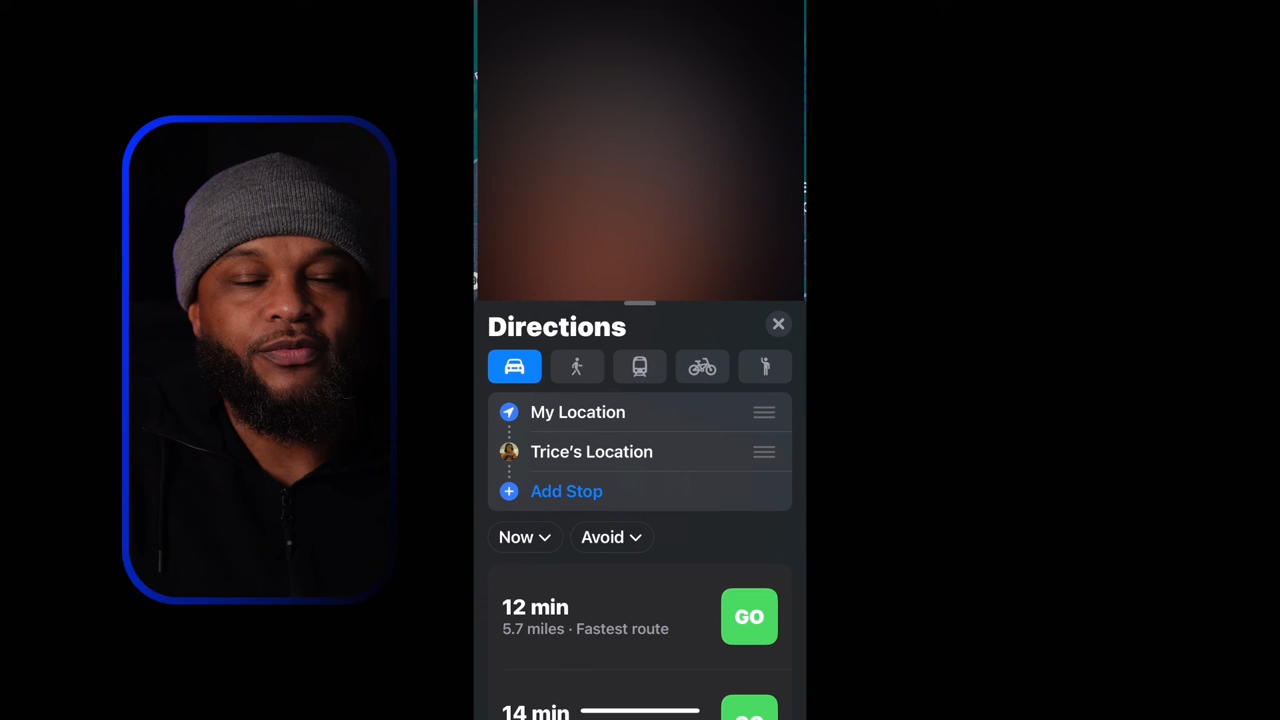 Directions
My Location
Trice’s Location
Add Stop
Now
Avoid
12 min
GO
5.7 miles · Fastest route
14 min